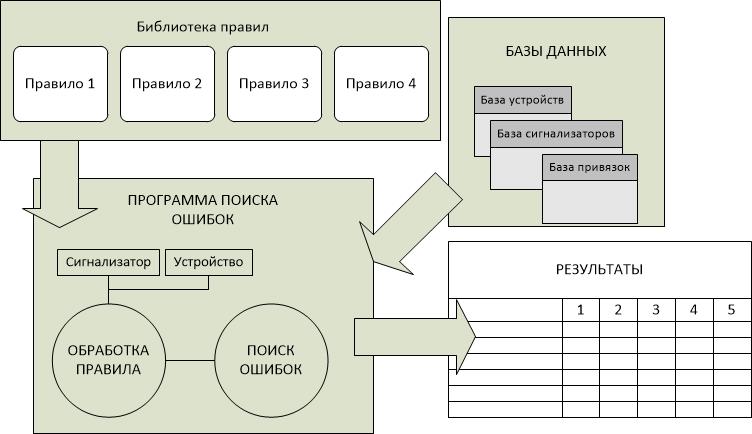 Библиотека правил
Правило 1
Правило 2
Правило 3
Правило 4
БАЗЫ ДАННЫХ
База устройств
База сигнализаторов
База привязок
ПРОГРАММА ПОИСКА
ОШИБОК
Сигнализатор
Устройство
ОБРАБОТКА
ПРАВИЛА
ПОИСК
ОШИБОК
РЕЗУЛЬТАТЫ
1 2 3 4 5